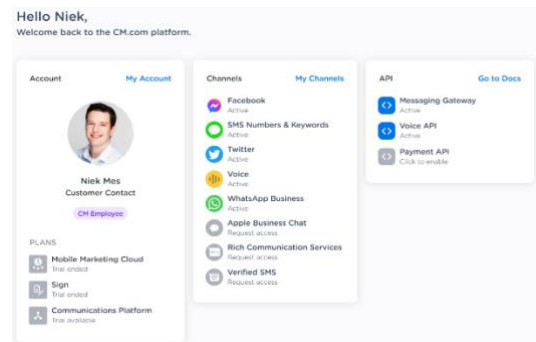 Hello Niek,
Welcome back to the CM.com platform.
Account My Account
Niek Mes
Customer Contact
CM Employee
PLANS
Mobile Marketing Cloud
Trial ended
Sign
Trial ended
Communications Platform
Trial available
Channels My Channels
Facebook
Active
SMS Numbers & Keywords
Active
Twitter
Active
Voice
Active
WhatsApp Business
Active
Apple Business Chat
Request access
Rich Communication Services
Request access
Verified SMS
Request access
API Go to Docs
Messaging Gateway
Active
Voice API
Active
Payment API
Click to enable